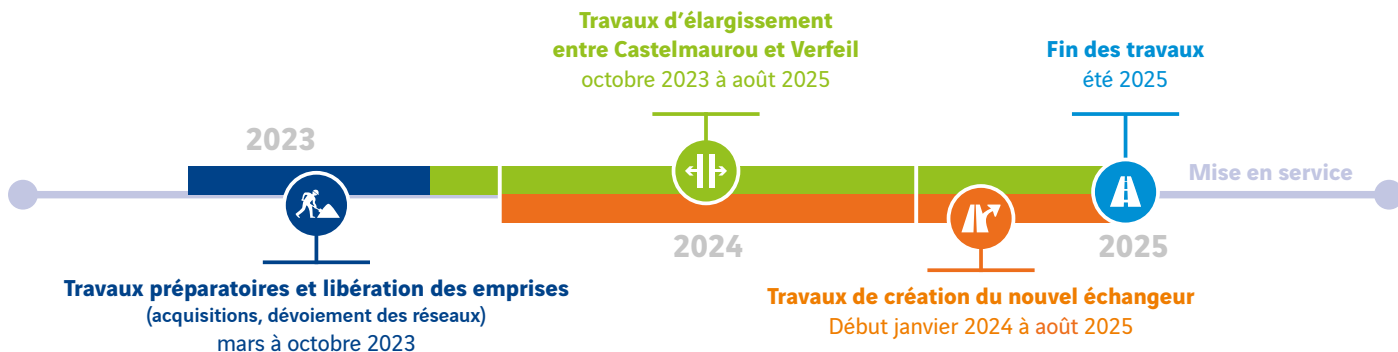 Travaux d’élargissement
entre Castelmaurou et Verfeil
octobre 2023 à août 2025
Fin des travaux
été 2025
2023
Mise en service
2024
2025
Travaux préparatoires et libération des emprises
(acquisitions, dévoiement des réseaux)
mars à octobre 2023
Travaux de création du nouvel échangeur
Début janvier 2024 à août 2025